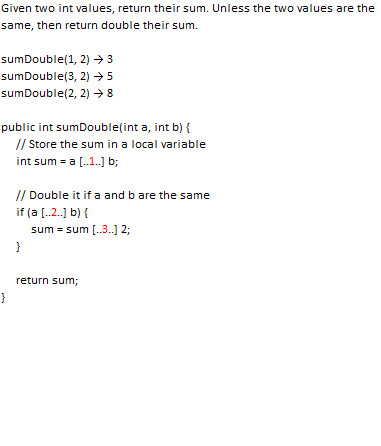 Given two int values, return their sum. Unless the two values are the
same, then return double their sum.
sumDouble(1, 2) → 3
sumDouble(3, 2) → 5
sumDouble(2, 2) → 8
public int sumDouble(int a, int b) {
// Store the sum in a local variable
int sum = a [..1..] b;
// Double it if a and b are the same
if (a [..2..] b) {
sum = sum [..3..] 2;
}
return sum;
}